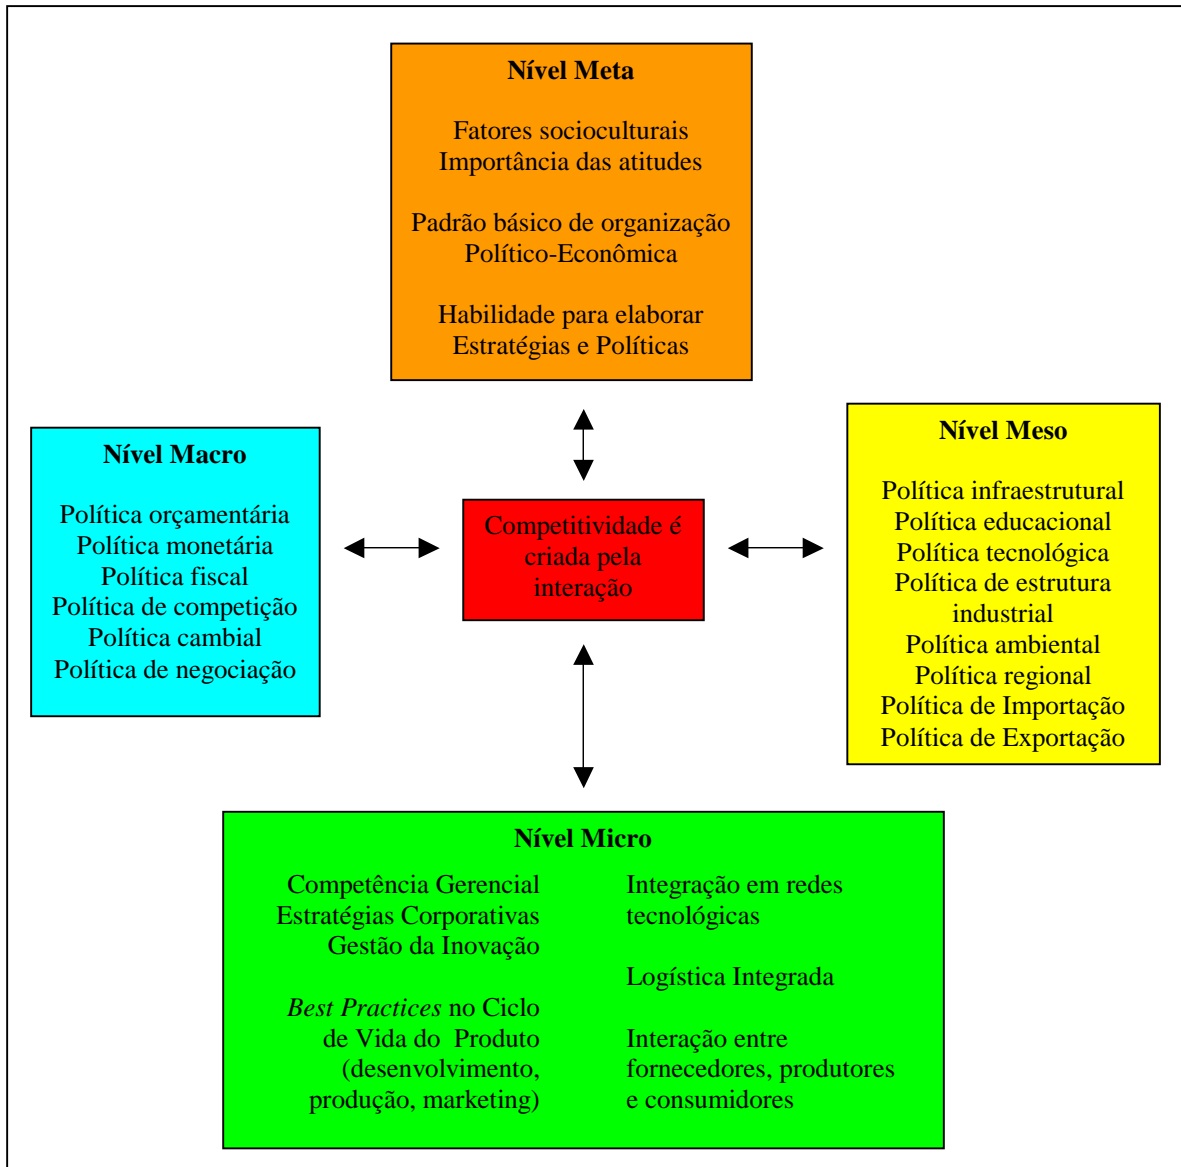 Nível Meta
Fatores socioculturais
Importância das atitudes
Padrão básico de organização
Político-Econômica
Habilidade para elaborar
Estratégias e Políticas
Nível Macro
Política orçamentária
Política monetária
Política fiscal
Política de competição
Política cambial
Política de negociação
Competitividade é
criada pela
interação
Nível Meso
Política infraestrutural
Política educacional
Política tecnológica
Política de estrutura
industrial
Política ambiental
Política regional
Política de Importação
Política de Exportação
Nível Micro
Competência Gerencial
Estratégias Corporativas
Gestão da Inovação
Best Practices no Ciclo
de Vida do Produto
(desenvolvimento,
produção, marketing)
Integração em redes
tecnológicas
Logística Integrada
Interação entre
fornecedores, produtores
e consumidores